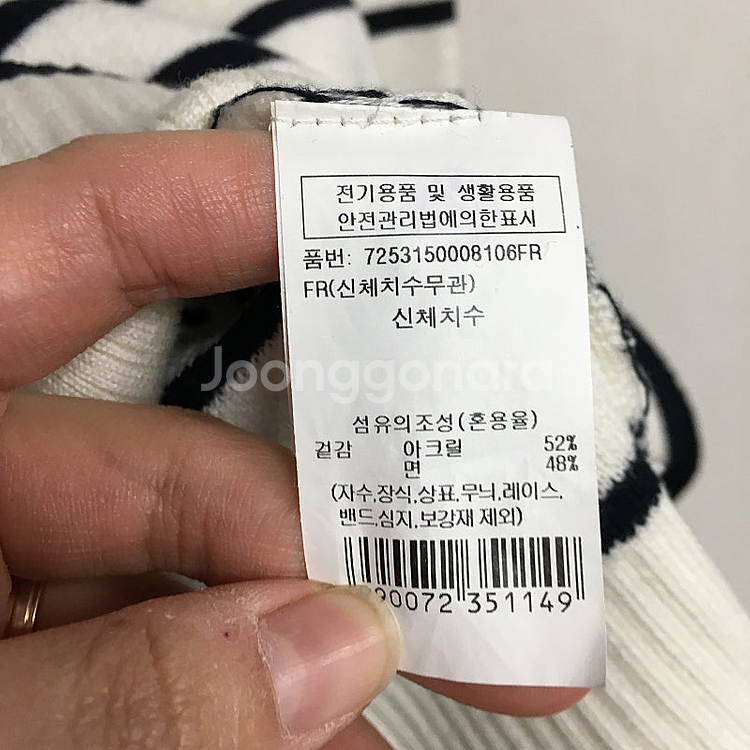 전기용품 및 생활용품
안전관리법에의한표시
품번: 7253150008106FR
FR(신체치수무관)
신체치수
Joonggonara
섬유의조성(혼용율)
겉감 아크릴 52%
면 48%
(자수,장식,상표,무늬,레이스,
밴드,심지,보강재 제외)
90072 351149